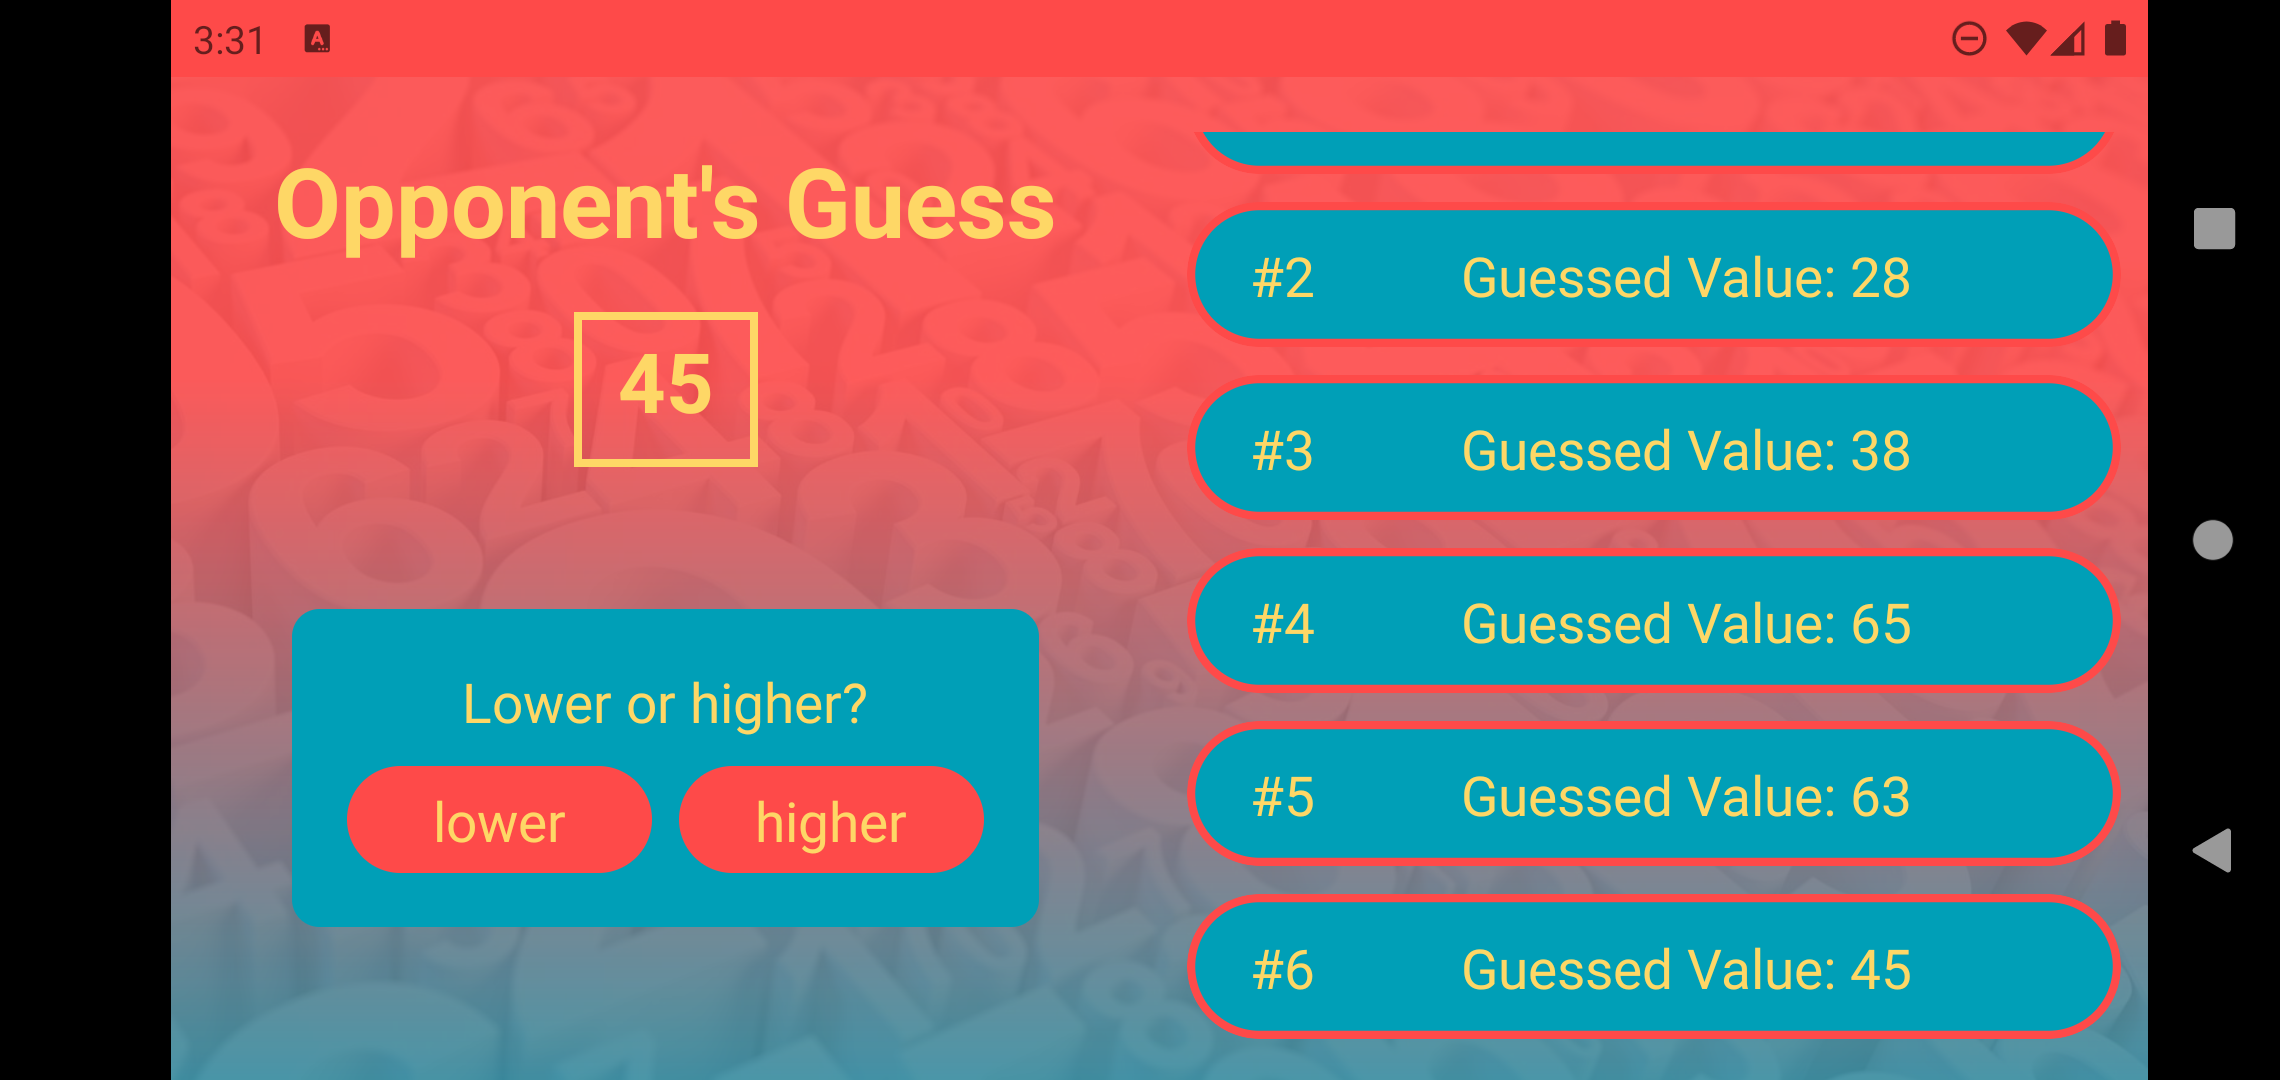 3:31
Opponent's Guess
45
Lower or higher?
lower higher
#2 Guessed Value: 28
#3 Guessed Value: 38
#4 Guessed Value: 65
#5 Guessed Value: 63
#6 Guessed Value: 45